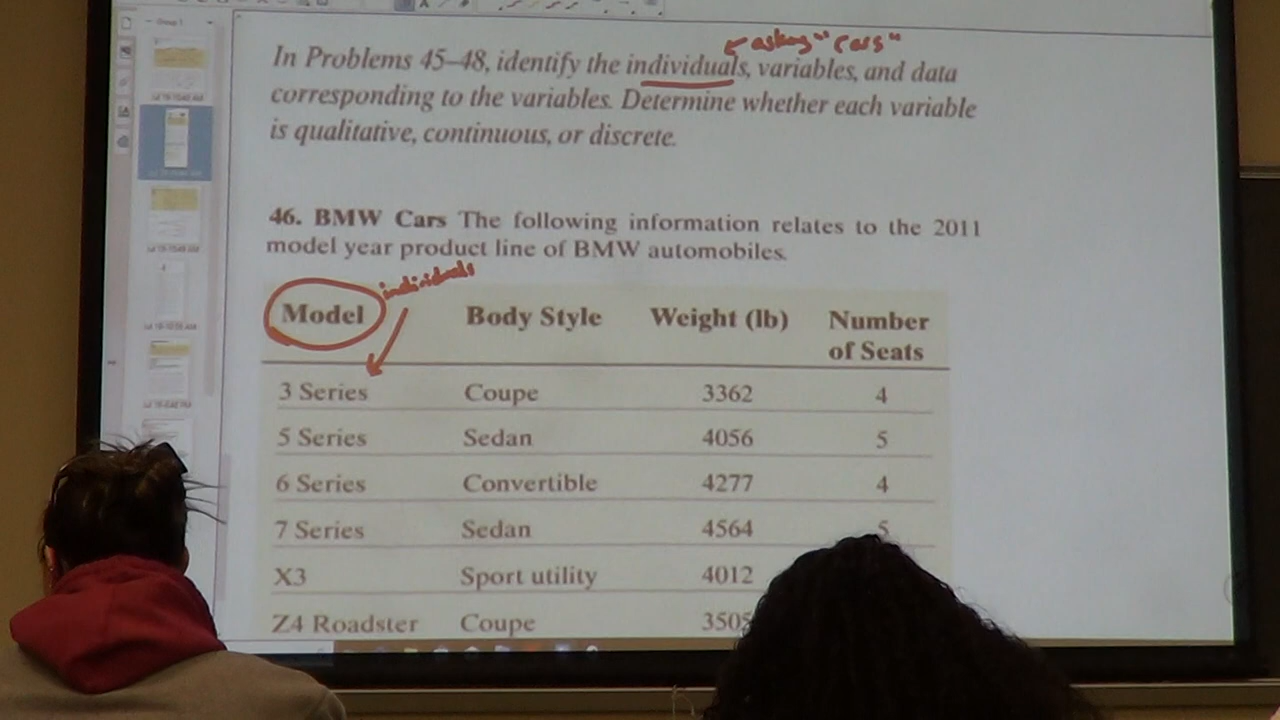 Group 1
asking "cars"
In Problems 45–48, identify the individuals, variables, and data
corresponding to the variables. Determine whether each variable
is qualitative, continuous, or discrete.
46. BMW Cars The following information relates to the 2011
model year product line of BMW automobiles.
individuals
Model Body Style Weight (lb) Number
of Seats
3 Series Coupe 3362 4
5 Series Sedan 4056 5
6 Series Convertible 4277 4
7 Series Sedan 4564 5
X3 Sport utility 4012
Z4 Roadster Coupe 3505